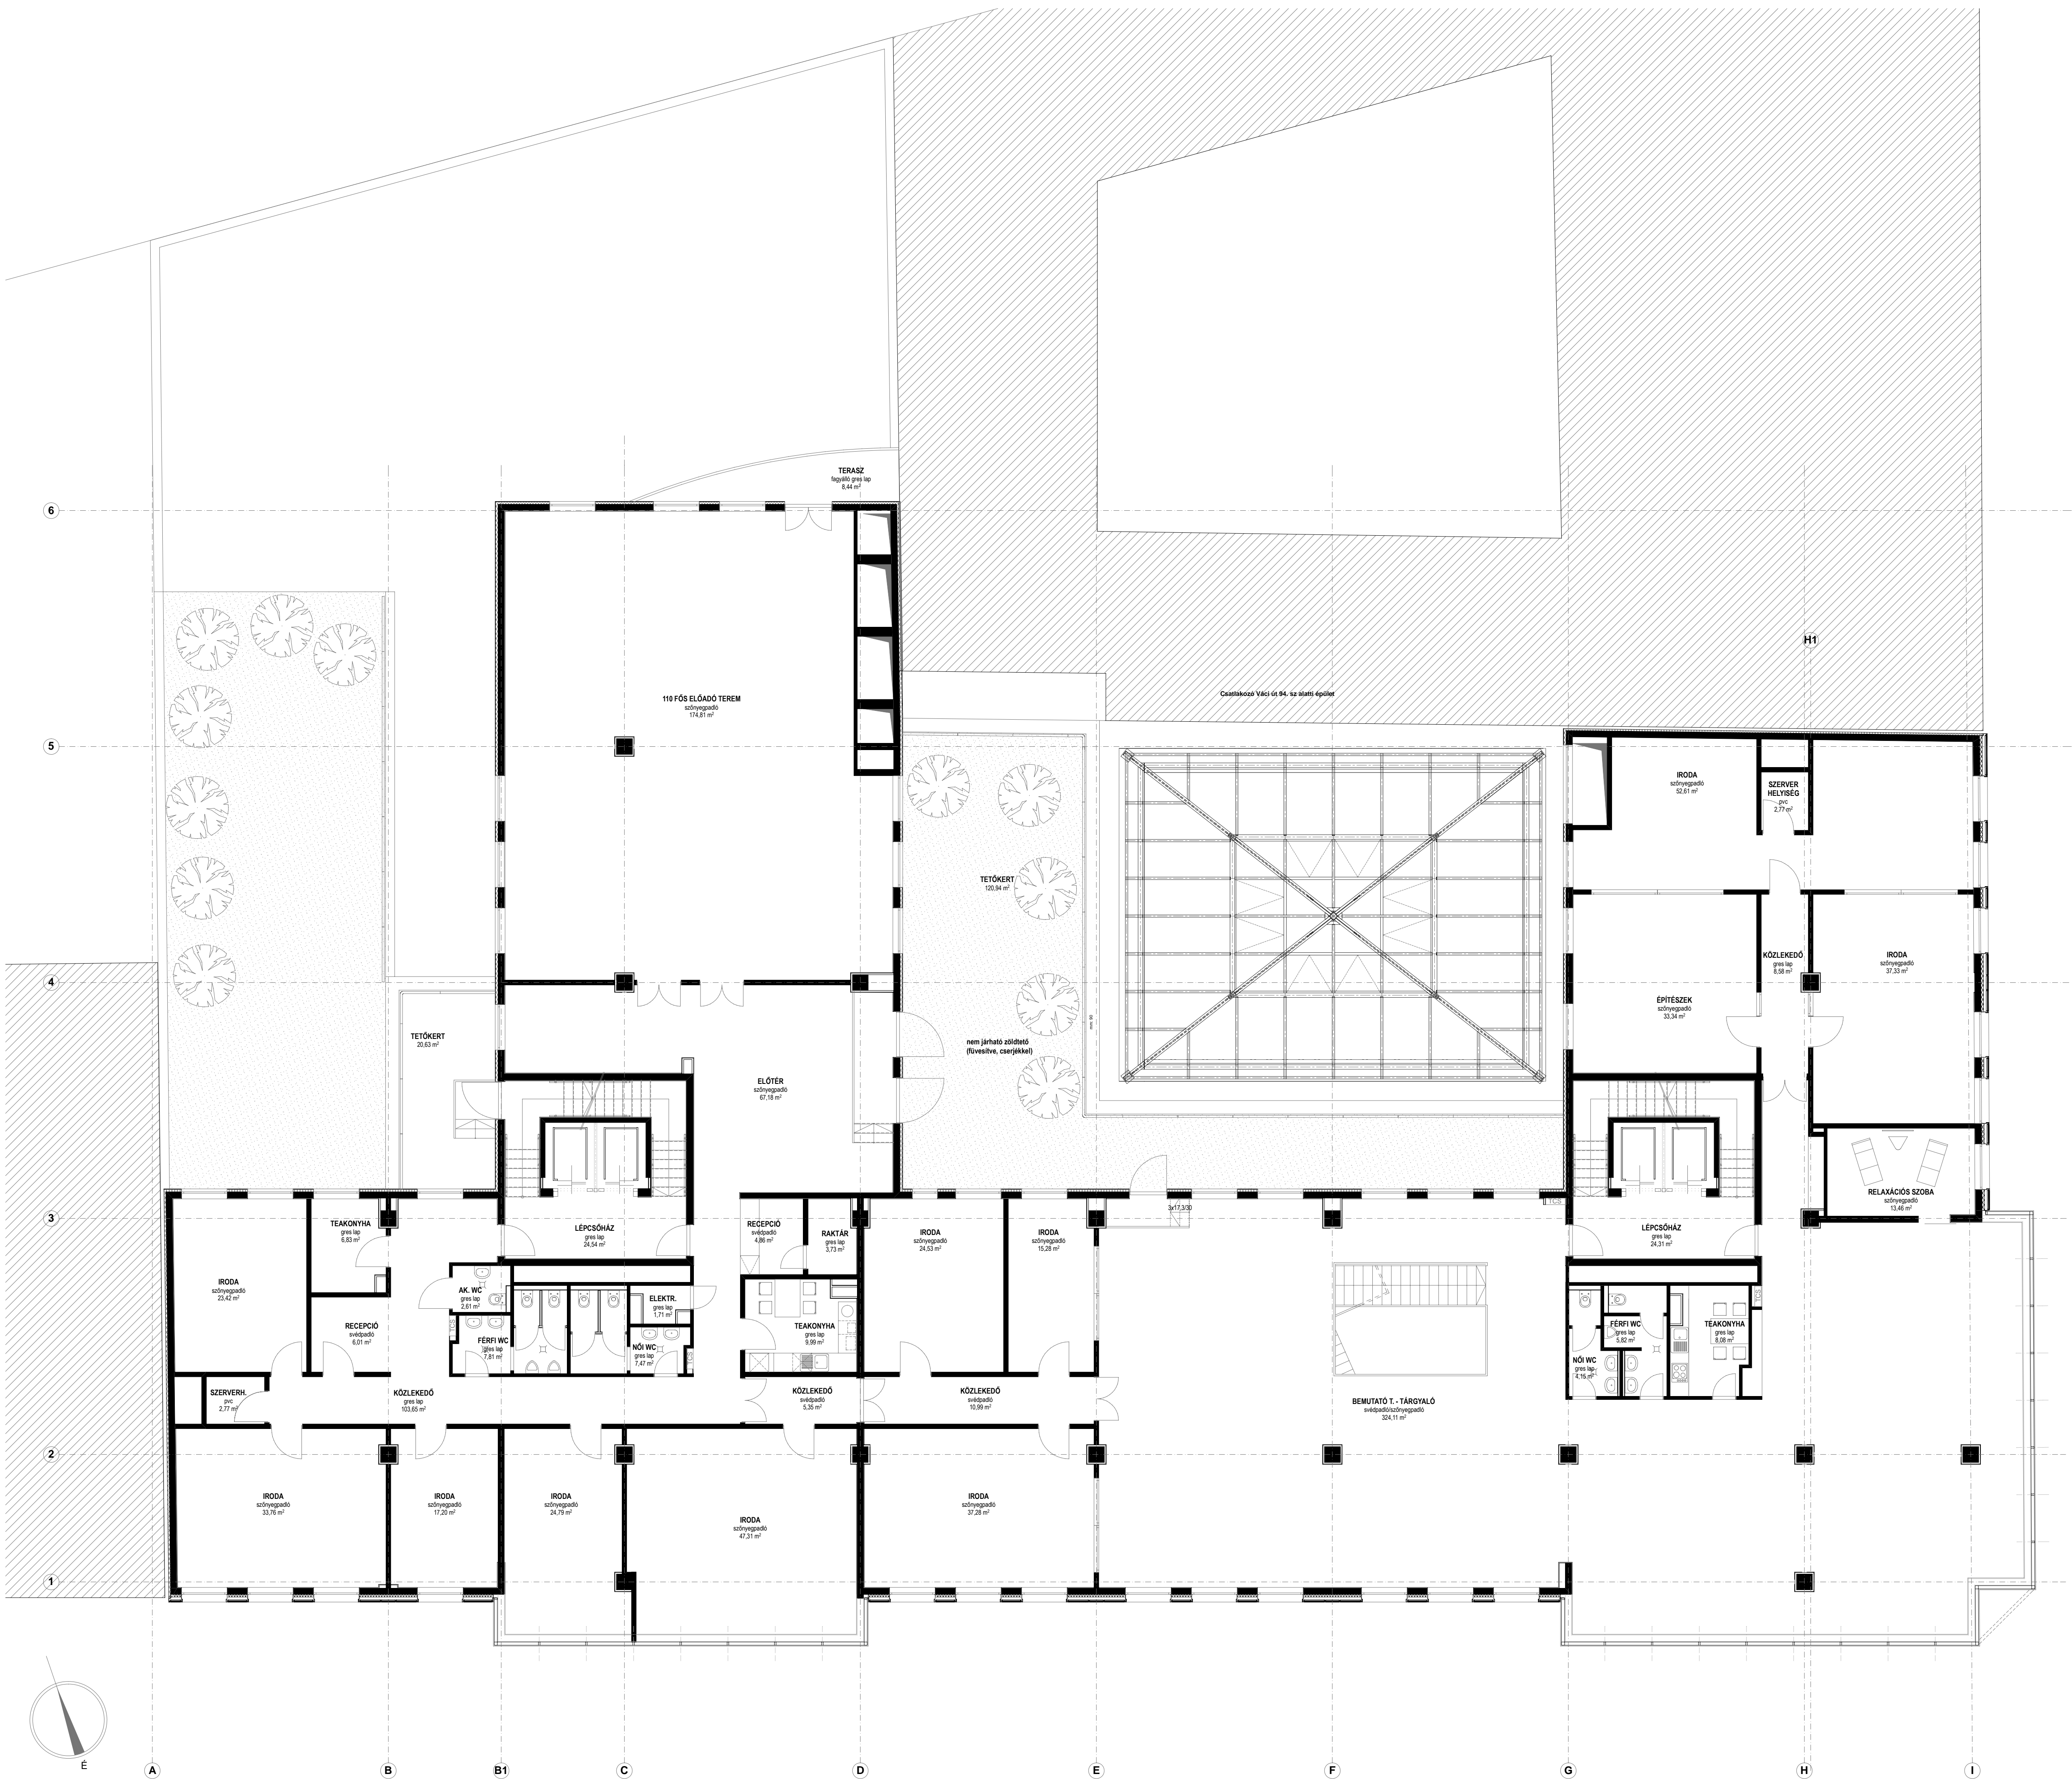 TERASZ
fagyálló gres lap
8,44 m²
6
H1
Csatlakozó Váci út 94. sz alatti épület
110 FŐS ELŐADÓ TEREM
szőnyegpadló
174,81 m²
5
IRODA
szőnyegpadló
52,61 m²
SZERVER
HELYISÉG
pvc
2,77 m²
TETŐKERT
120,94 m²
4
KÖZLEKEDŐ
gres lap
8,58 m²
IRODA
szőnyegpadló
37,33 m²
ÉPÍTÉSZEK
szőnyegpadló
33,34 m²
TETŐKERT
20,63 m²
nem járható zöldtető
(füvesítve, cserjékkel)
ELŐTÉR
szőnyegpadló
67,18 m²
RELAXÁCIÓS SZOBA
szőnyegpadló
13,46 m²
3
TEAKONYHA
gres lap
6,83 m²
LÉPCSŐHÁZ
gres lap
24,54 m²
RECEPCIÓ
svédpadló
4,86 m²
RAKTÁR
gres lap
3,73 m²
IRODA
szőnyegpadló
24,53 m²
IRODA
szőnyegpadló
15,28 m²
3x17,3/30
TCS
LÉPCSŐHÁZ
gres lap
24,31 m²
IRODA
szőnyegpadló
23,42 m²
AK. WC
gres lap
2,61 m²
ELEKTR.
gres lap
1,71 m²
RECEPCIÓ
svédpadló
6,01 m²
TCS
FÉRFI WC
gres lap
7,81 m²
NŐI WC
gres lap
7,47 m²
TCS
TEAKONYHA
gres lap
9,99 m²
FÉRFI WC
gres lap
5,82 m²
TEAKONYHA
gres lap
8,08 m²
TCS
NŐI WC
gres lap
4,15 m²
SZERVERH.
pvc
2,77 m²
KÖZLEKEDŐ
gres lap
103,65 m²
KÖZLEKEDŐ
svédpadló
5,35 m²
KÖZLEKEDŐ
svédpadló
10,99 m²
BEMUTATÓ T. - TÁRGYALÓ
svédpadló/szőnyegpadló
324,11 m²
2
IRODA
szőnyegpadló
33,76 m²
IRODA
szőnyegpadló
17,20 m²
IRODA
szőnyegpadló
24,79 m²
IRODA
szőnyegpadló
47,31 m²
IRODA
szőnyegpadló
37,28 m²
1
É
A
B
B1
C
D
E
F
G
H
I